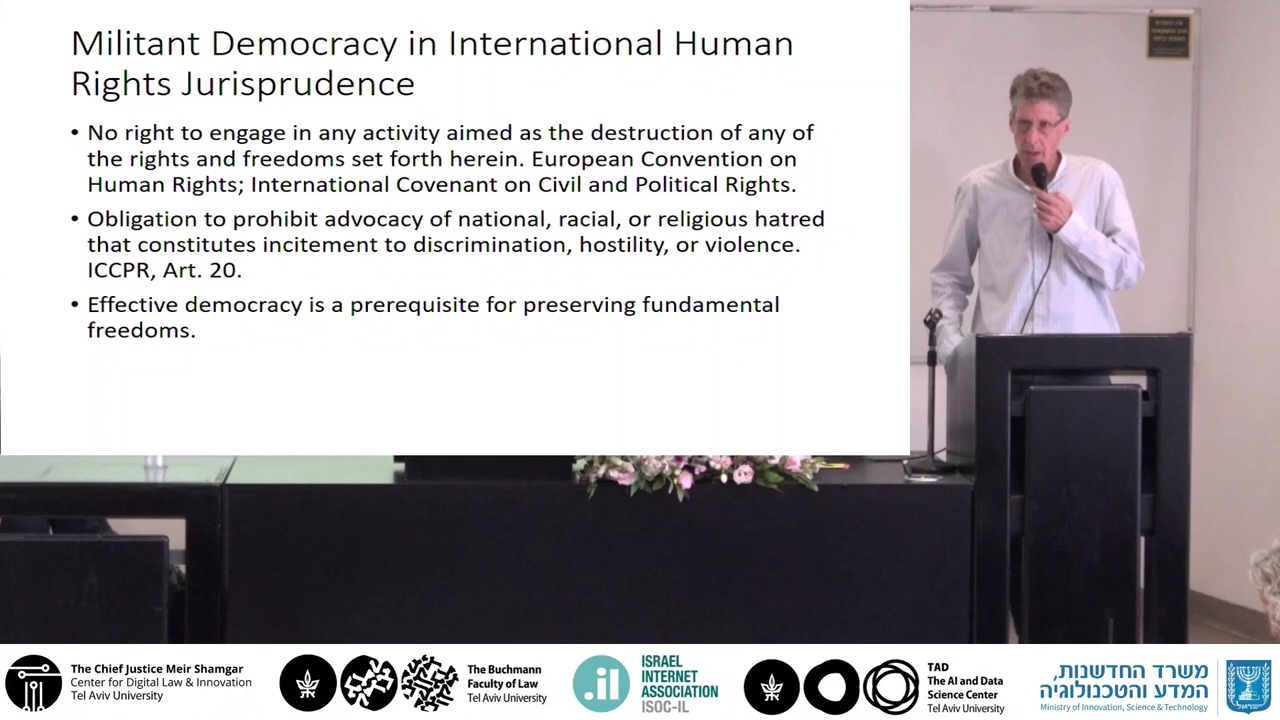 Militant Democracy in International Human
Rights Jurisprudence
• No right to engage in any activity aimed as the destruction of any of
the rights and freedoms set forth herein. European Convention on
Human Rights; International Covenant on Civil and Political Rights.
• Obligation to prohibit advocacy of national, racial, or religious hatred
that constitutes incitement to discrimination, hostility, or violence.
ICCPR, Art. 20.
• Effective democracy is a prerequisite for preserving fundamental
freedoms.
The Chief Justice Meir Shamgar
Center for Digital Law & Innovation
Tel Aviv University
The Buchmann
Faculty of Law
Tel Aviv University
.il
ISRAEL
INTERNET
ASSOCIATION
ISOC-IL
TAD
The AI and Data
Science Center
Tel Aviv University
משרד החדשנות,
המדע והטכנולוגיה
Ministry of Innovation, Science & Technology